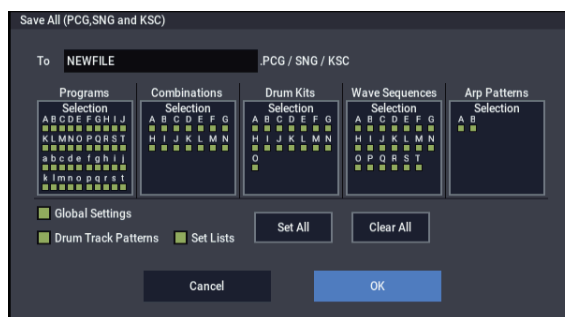 Save All (PCG,SNG and KSC)
To NEWFILE .PCG / SNG / KSC
Programs Combinations Drum Kits Wave Sequences Arp Patterns
Selection Selection Selection Selection Selection
A B C D E F G H I J A B C D E F G A B C D E F G A B C D E F G A B
K L M N O P Q R S T H I J K L M N H I J K L M N H I J K L M N
a b c d e f g h i j O O P Q R S T
k l m n o p q r s t
Global Settings
Drum Track Patterns Set Lists Set All Clear All
Cancel OK